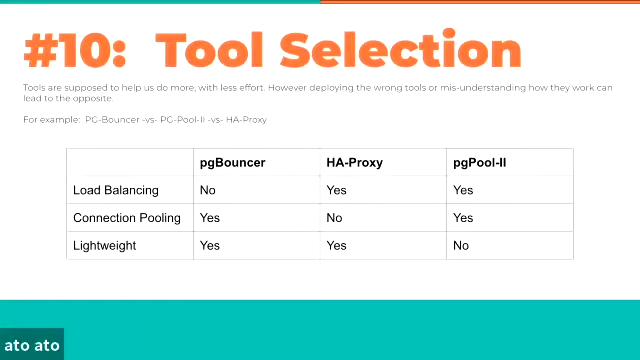 #10: Tool Selection
Tools are supposed to help us do more, with less effort. However deploying the wrong tools or mis-understanding how they work can
lead to the opposite.
For example: PG-Bouncer -vs- PG-Pool-II -vs- HA-Proxy
pgBouncer HA-Proxy pgPool-II
Load Balancing No Yes Yes
Connection Pooling Yes No Yes
Lightweight Yes Yes No
ato ato